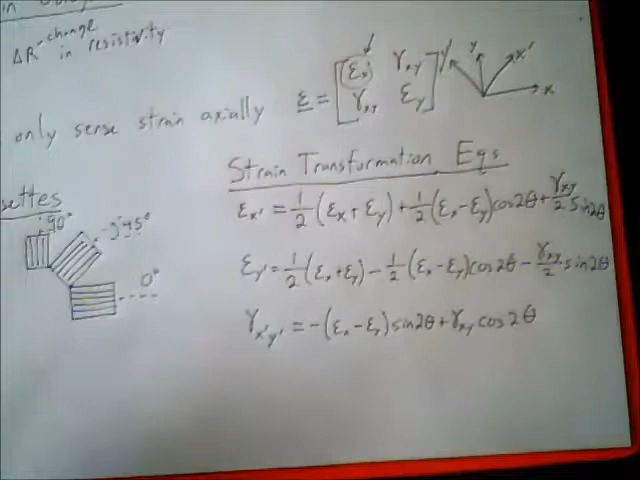 in
ΔR - change
in resistivity
only sense strain axially
ε = [ εx γxy
γxy εy ]
y' y x' x
Strain Transformation Eqs
settes
εx' = 1/2 (εx + εy) + 1/2 (εx - εy) cos2θ + γxy/2 sin2θ
90°
45°
εy' = 1/2 (εx + εy) - 1/2 (εx - εy) cos2θ - γxy/2 sin2θ
0°
γx'y' = -(εx - εy) sin2θ + γxy cos2θ